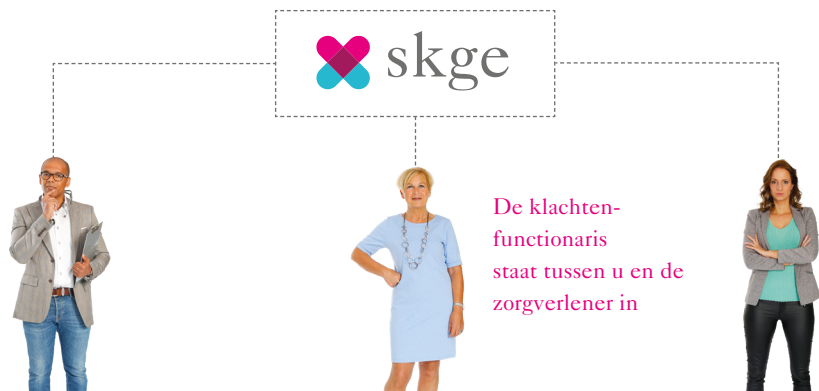 skge
De klachten-
functionaris
staat tussen u en de
zorgverlener in